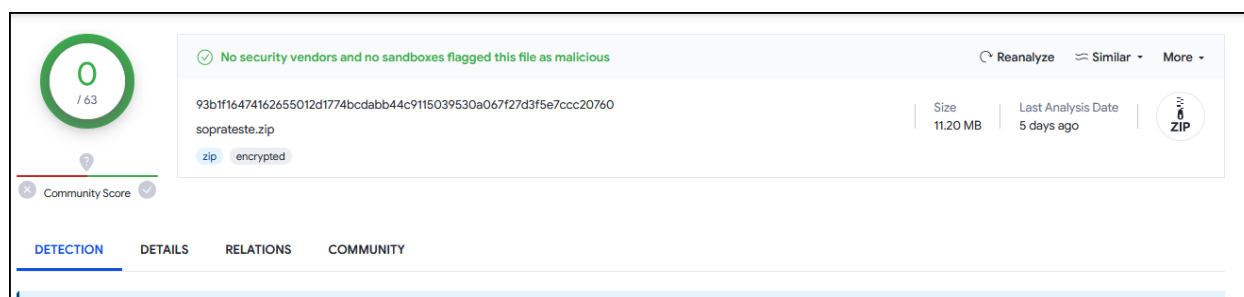 0
/ 63
Community Score
No security vendors and no sandboxes flagged this file as malicious
Reanalyze
Similar
More
93b1f16474162655012d1774bcdabb44c9115039530a067f27d3f5e7ccc20760
soprateste.zip
zip
encrypted
Size
11.20 MB
Last Analysis Date
5 days ago
ZIP
DETECTION
DETAILS
RELATIONS
COMMUNITY